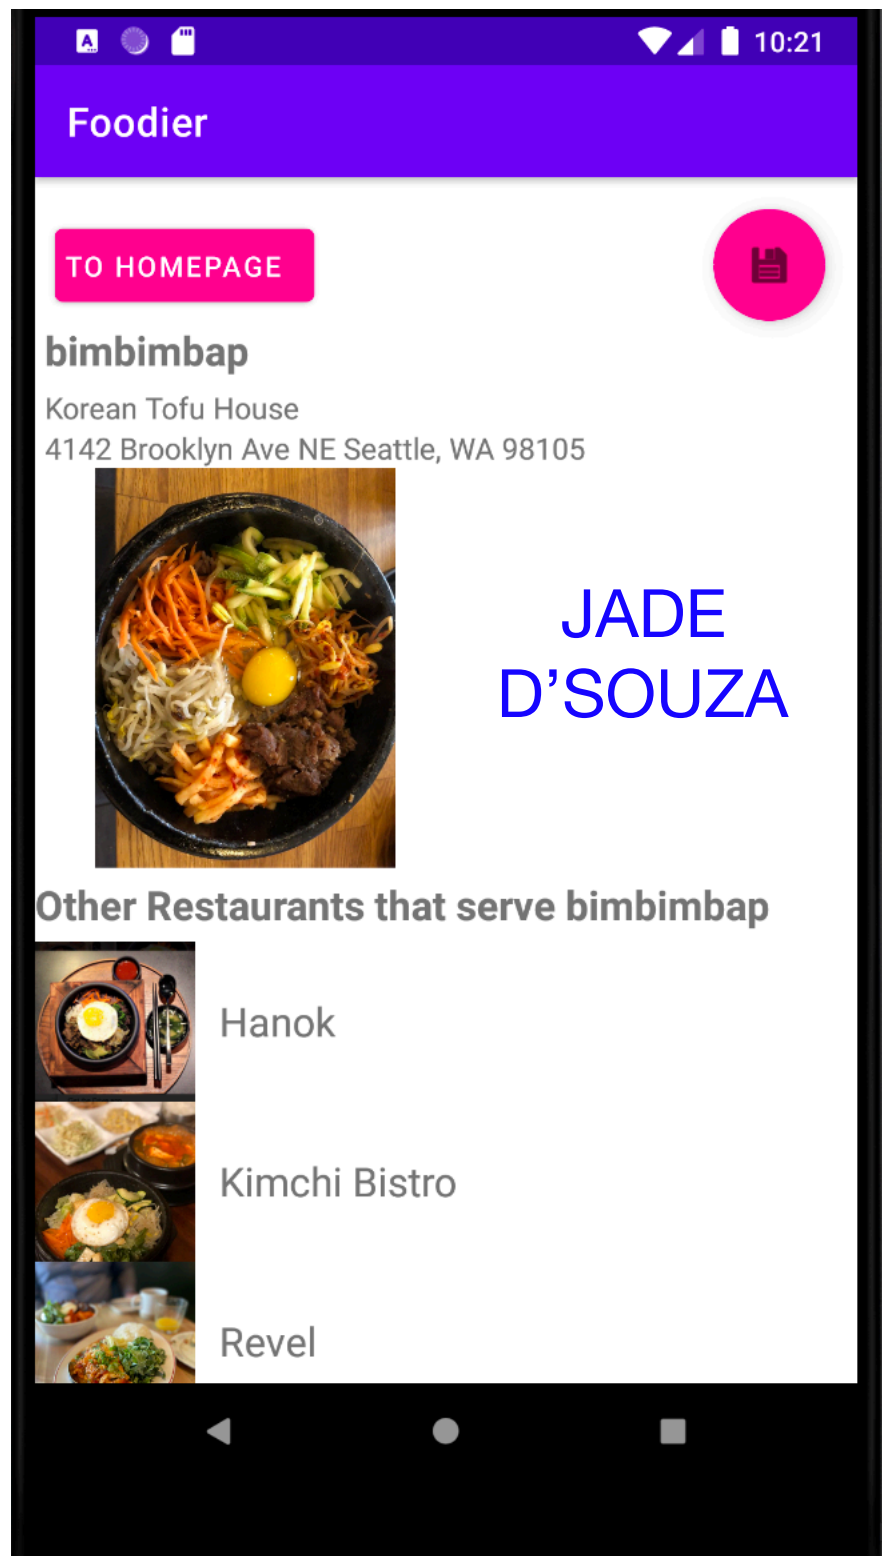 10:21
Foodier
TO HOMEPAGE
bimbimbap
Korean Tofu House
4142 Brooklyn Ave NE Seattle, WA 98105
JADE
D’SOUZA
Other Restaurants that serve bimbimbap
Hanok
Kimchi Bistro
Revel